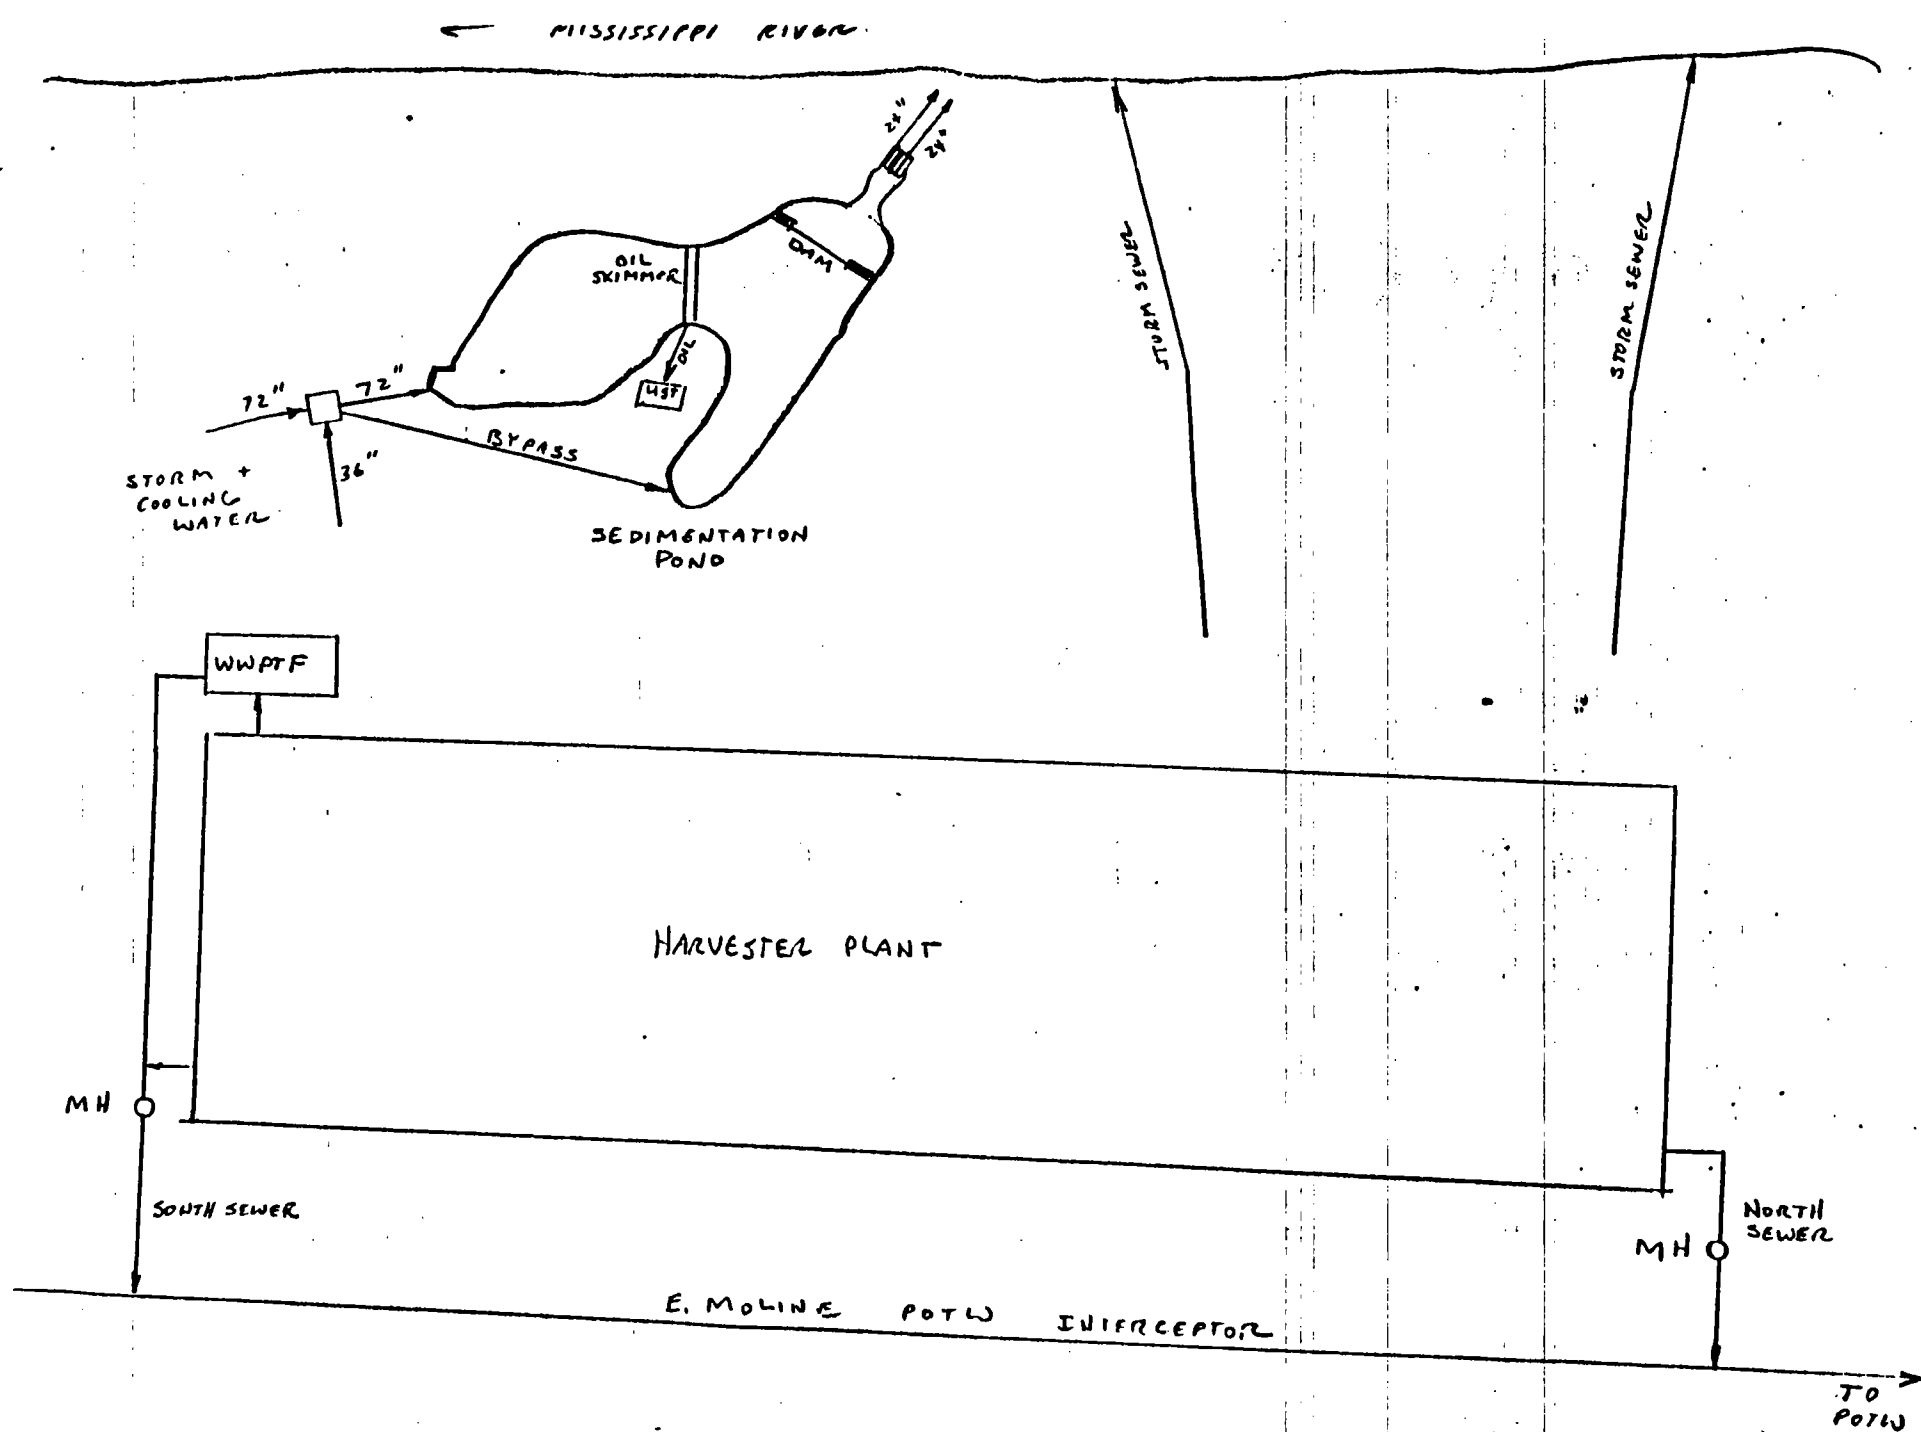 ← MISSISSIPPI RIVER
24"
24"
DAM
OIL
SKIMMER
OIL
UST
72"
72"
BYPASS
36"
STORM +
COOLING
WATER
SEDIMENTATION
POND
STORM SEWER
STORM SEWER
WWPTF
HARVESTER PLANT
MH
SOUTH SEWER
NORTH
SEWER
MH
E. MOLINE POTW INTERCEPTOR
TO
POTW